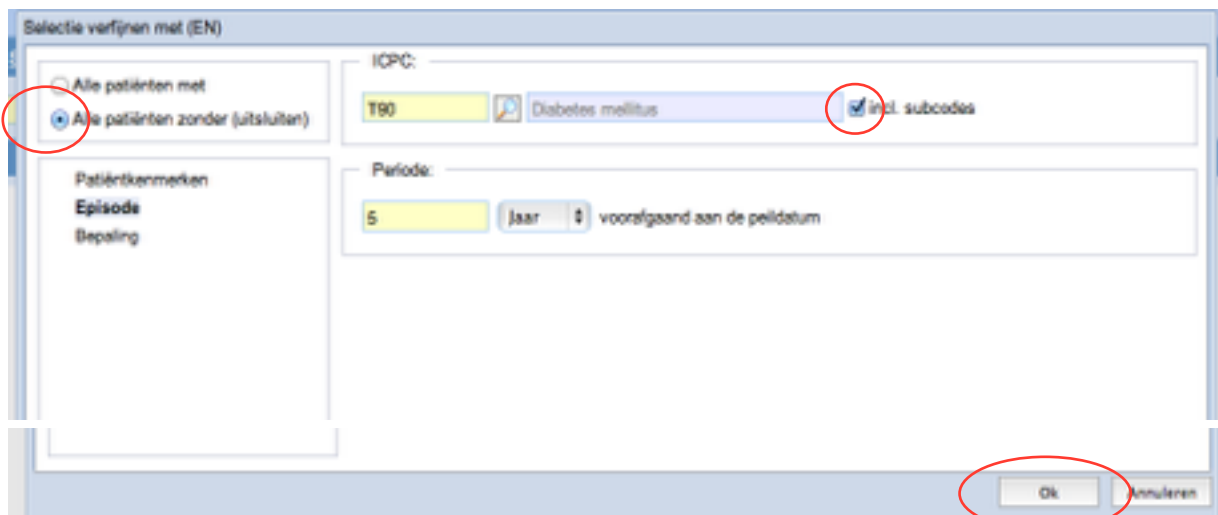 Selectie verfijnen met (EN)
Alle patiënten met
Alle patiënten zonder (uitsluiten)
Patiëntkenmerken
Episode
Bepaling
ICPC:
T90 Diabetes mellitus incl. subcodes
Periode:
5 Jaar voorafgaand aan de peildatum
Ok Annuleren